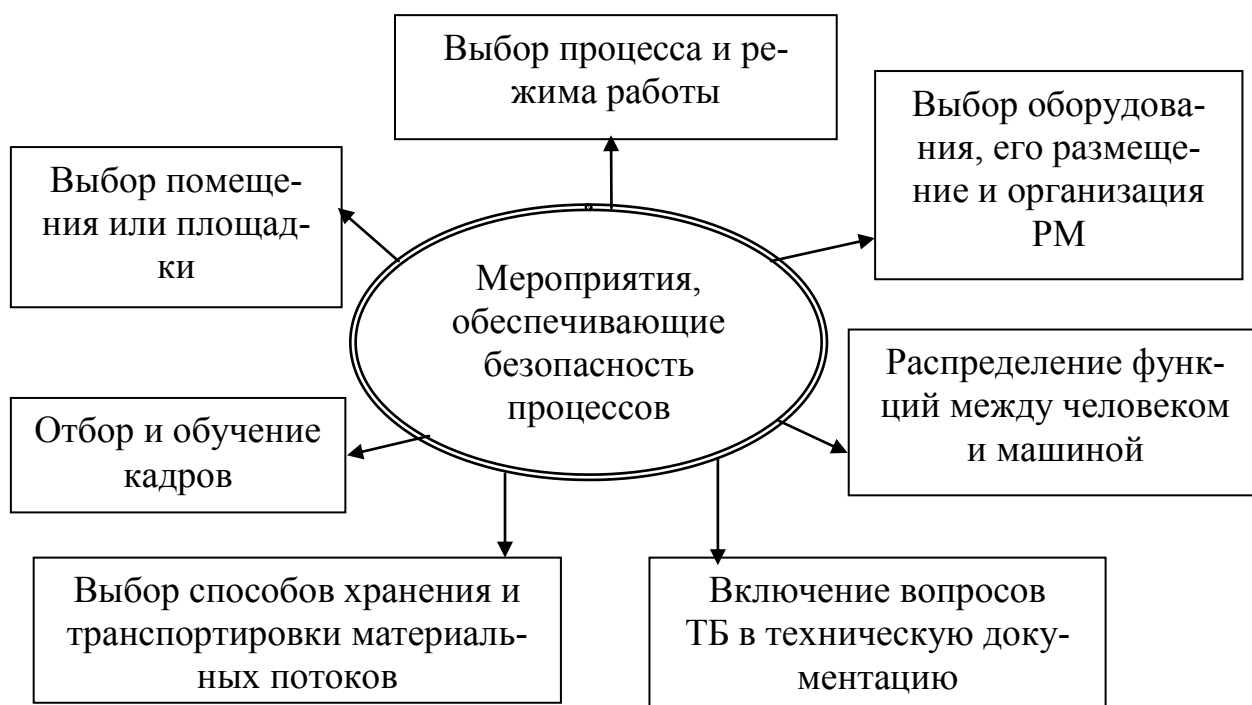 Выбор процесса и ре-
жима работы
Выбор оборудова-
ния, его размеще-
ние и организация
РМ
Выбор помеще-
ния или площад-
ки
Мероприятия,
обеспечивающие
безопасность
процессов
Распределение функ-
ций между человеком
и машиной
Отбор и обучение
кадров
Выбор способов хранения и
транспортировки материаль-
ных потоков
Включение вопросов
ТБ в техническую доку-
ментацию